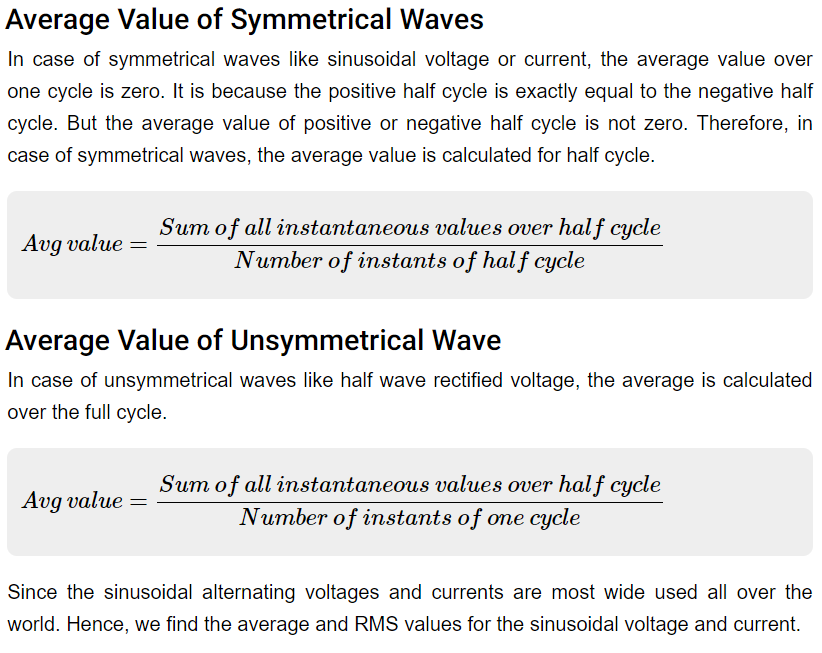 Average Value of Symmetrical Waves
In case of symmetrical waves like sinusoidal voltage or current, the average value over
one cycle is zero. It is because the positive half cycle is exactly equal to the negative half
cycle. But the average value of positive or negative half cycle is not zero. Therefore, in
case of symmetrical waves, the average value is calculated for half cycle.
Avg value = Sum of all instantaneous values over half cycle
Number of instants of half cycle
Average Value of Unsymmetrical Wave
In case of unsymmetrical waves like half wave rectified voltage, the average is calculated
over the full cycle.
Avg value = Sum of all instantaneous values over half cycle
Number of instants of one cycle
Since the sinusoidal alternating voltages and currents are most wide used all over the
world. Hence, we find the average and RMS values for the sinusoidal voltage and current.